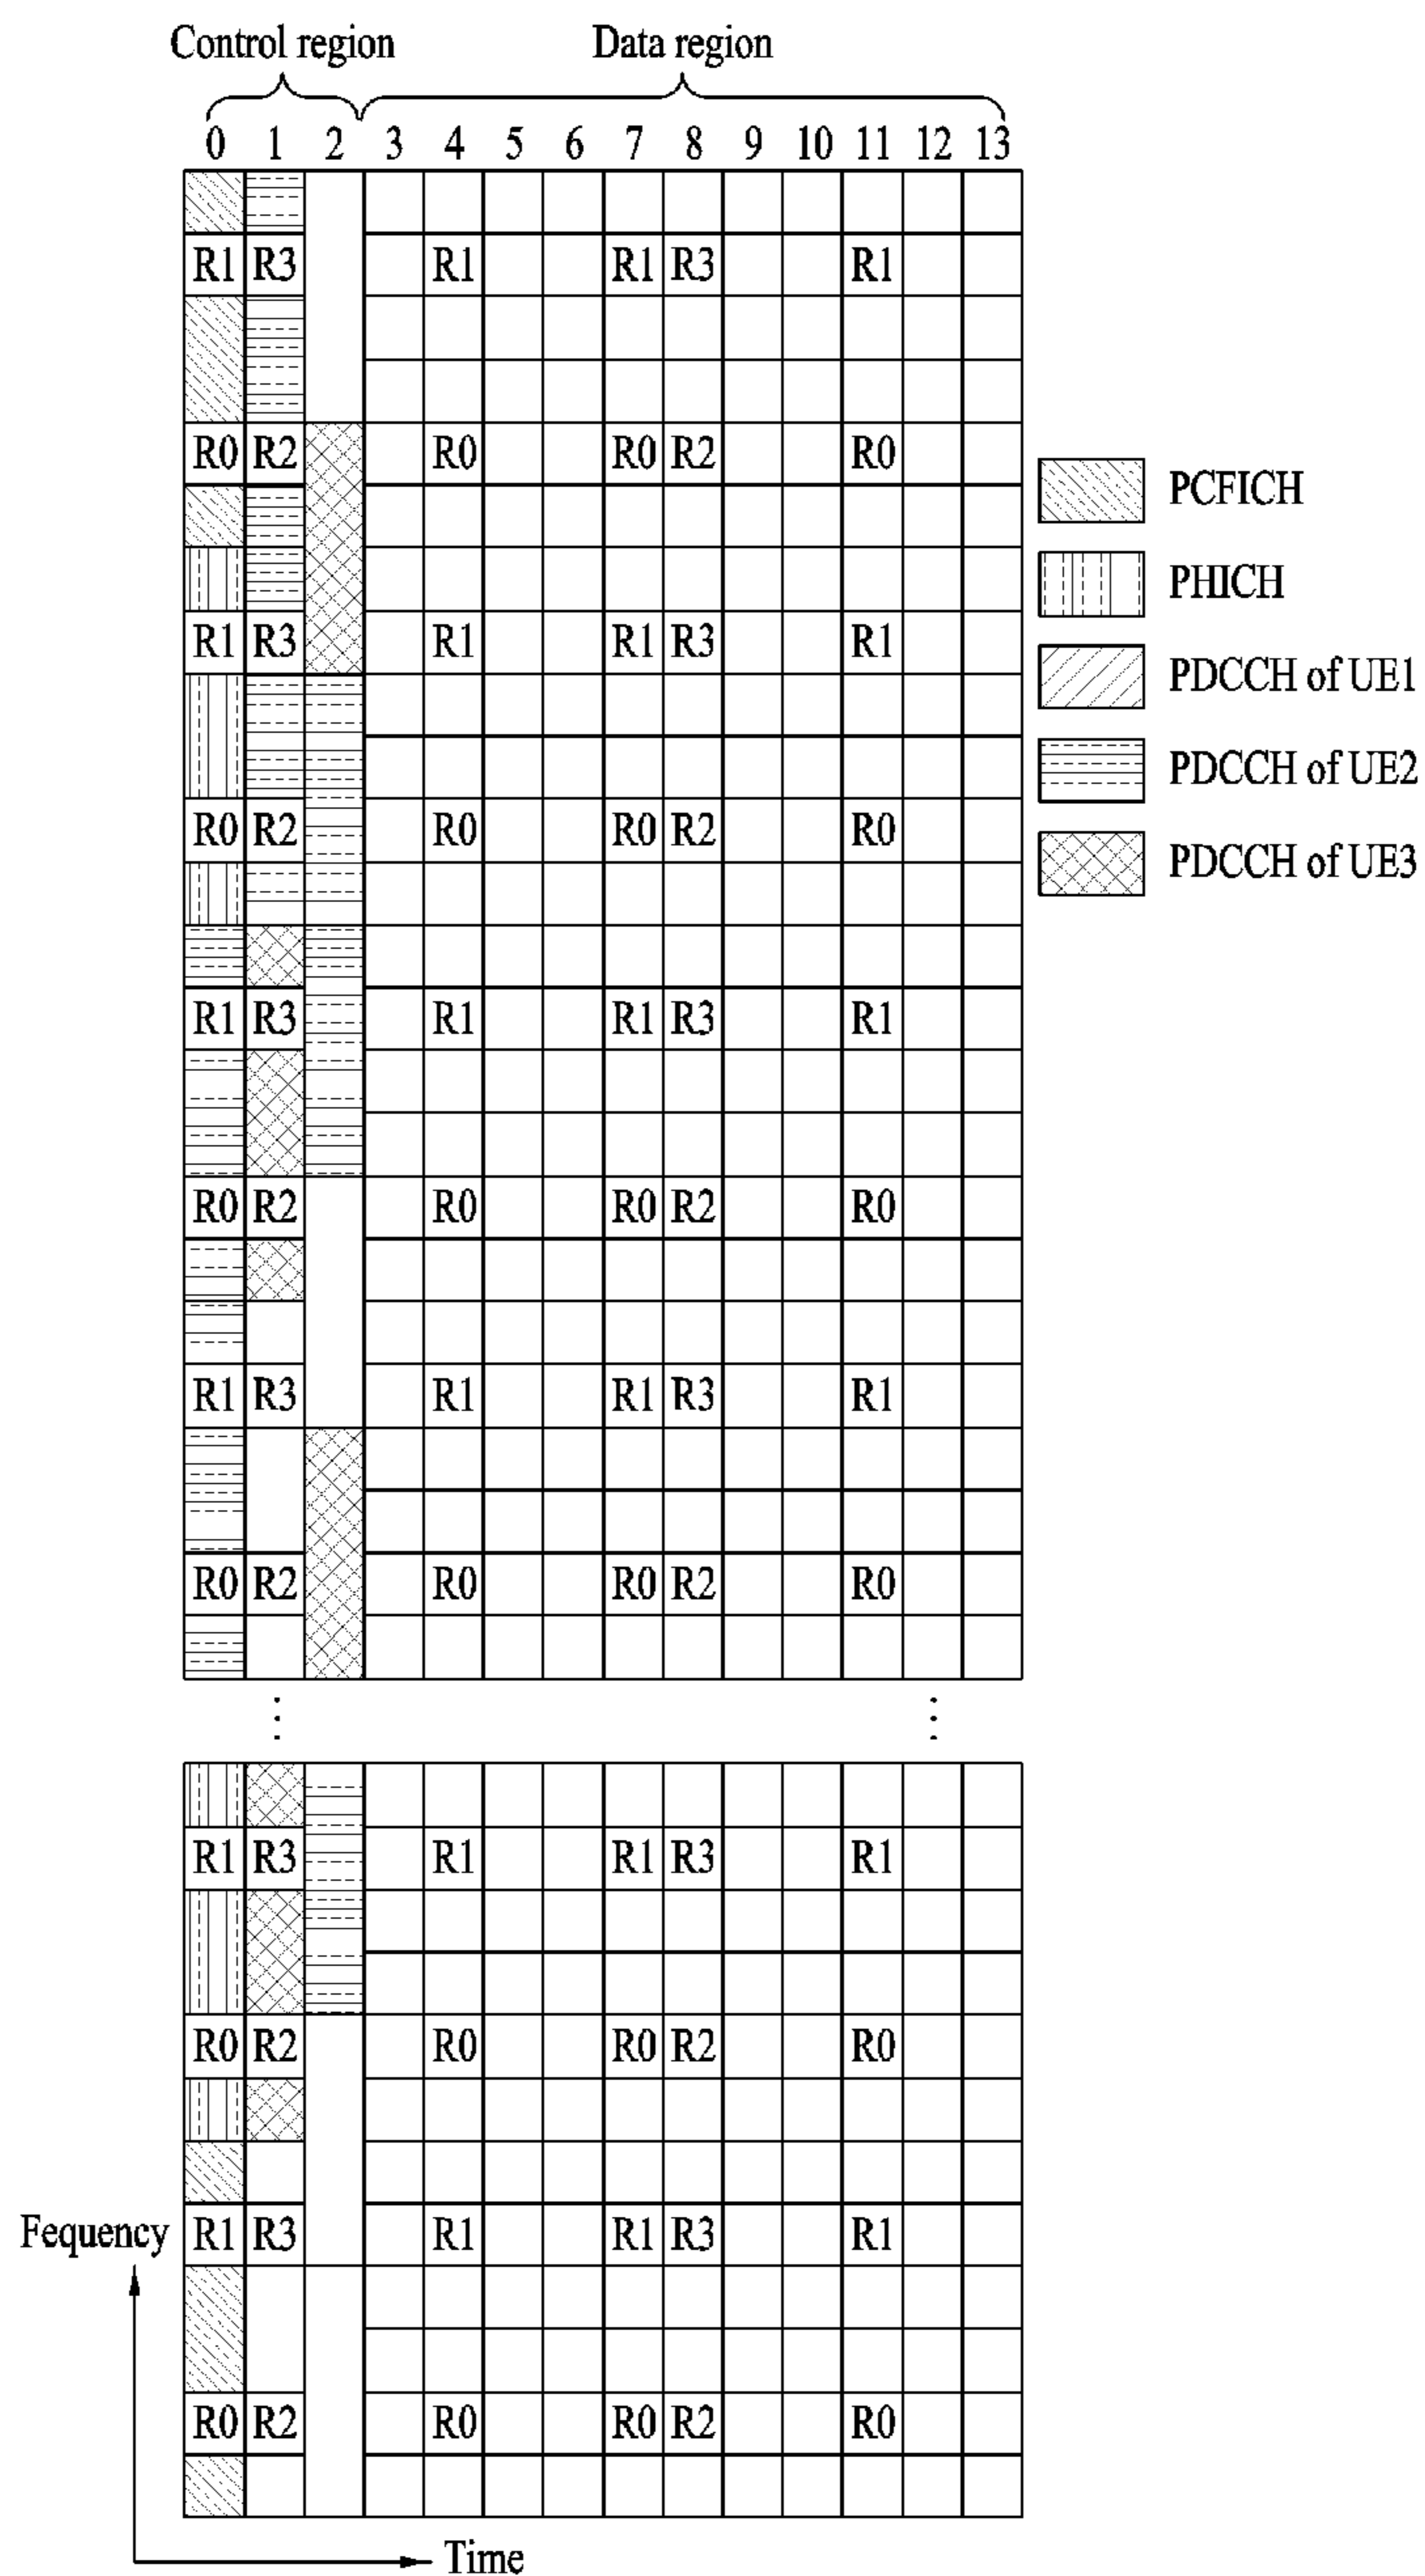 Control region Data region
0 1 2 3 4 5 6 7 8 9 10 11 12 13
R1 R3 R1 R1 R3 R1
R0 R2 R0 R0 R2 R0
PCFICH
PHICH
R1 R3 R1 R1 R3 R1
PDCCH of UE1
PDCCH of UE2
R0 R2 R0 R0 R2 R0
PDCCH of UE3
R1 R3 R1 R1 R3 R1
R0 R2 R0 R0 R2 R0
R1 R3 R1 R1 R3 R1
R0 R2 R0 R0 R2 R0
R1 R3 R1 R1 R3 R1
R0 R2 R0 R0 R2 R0
Fequency R1 R3 R1 R1 R3 R1
R0 R2 R0 R0 R2 R0
Time